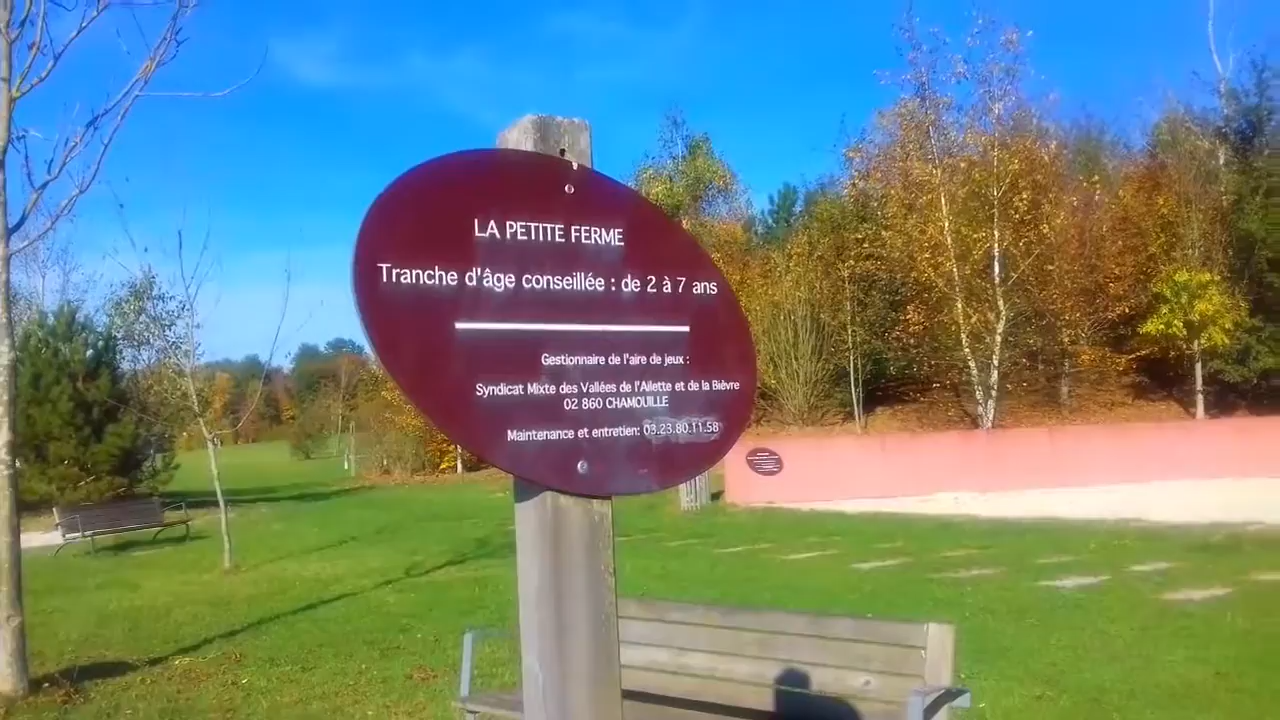 LA PETITE FERME
Tranche d'âge conseillée : de 2 à 7 ans
Gestionnaire de l'aire de jeux :
Syndicat Mixte des Vallées de l'Ailette et de la Bièvre
02 860 CHAMOUILLE
Maintenance et entretien: 03.23.80.11.58